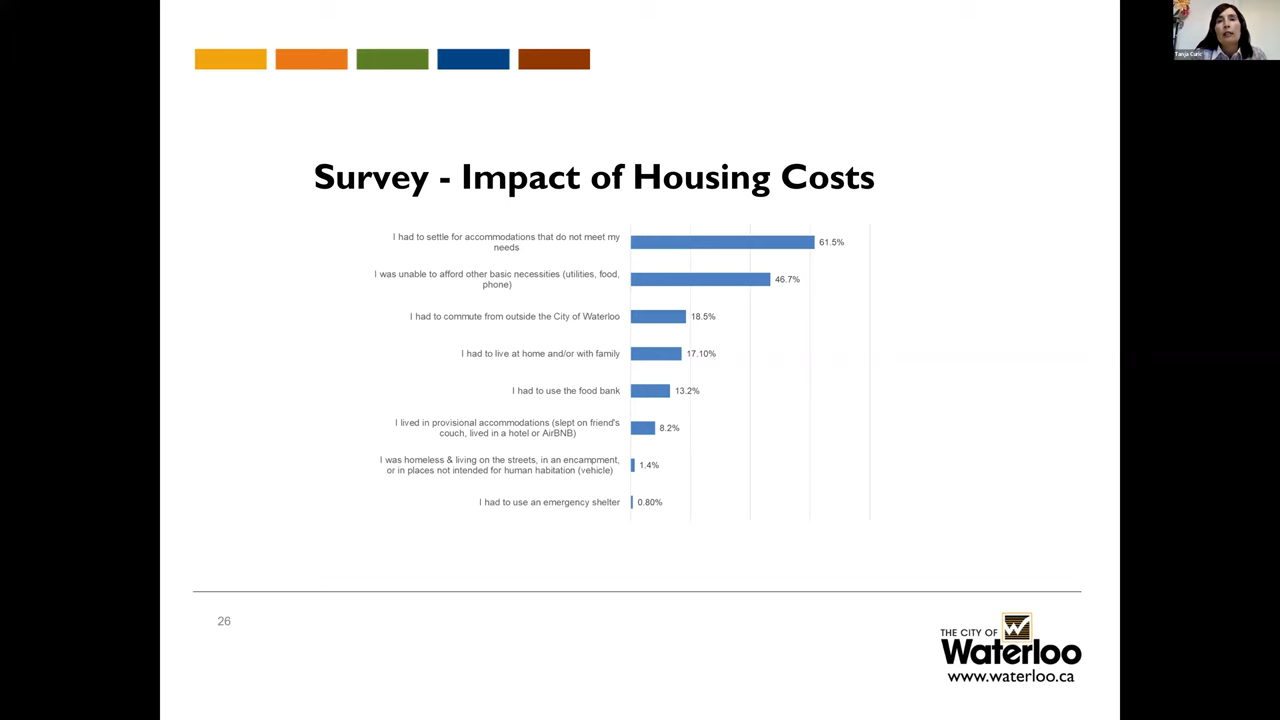 Tanja Curic
Survey - Impact of Housing Costs
I had to settle for accommodations that do not meet my
needs
61.5%
I was unable to afford other basic necessities (utilities, food,
phone)
46.7%
I had to commute from outside the City of Waterloo
18.5%
I had to live at home and/or with family
17.10%
I had to use the food bank
13.2%
I lived in provisional accommodations (slept on friend's
couch, lived in a hotel or AirBNB)
8.2%
I was homeless & living on the streets, in an encampment,
or in places not intended for human habitation (vehicle)
1.4%
I had to use an emergency shelter
0.80%
26
THE CITY OF
Waterloo
www.waterloo.ca